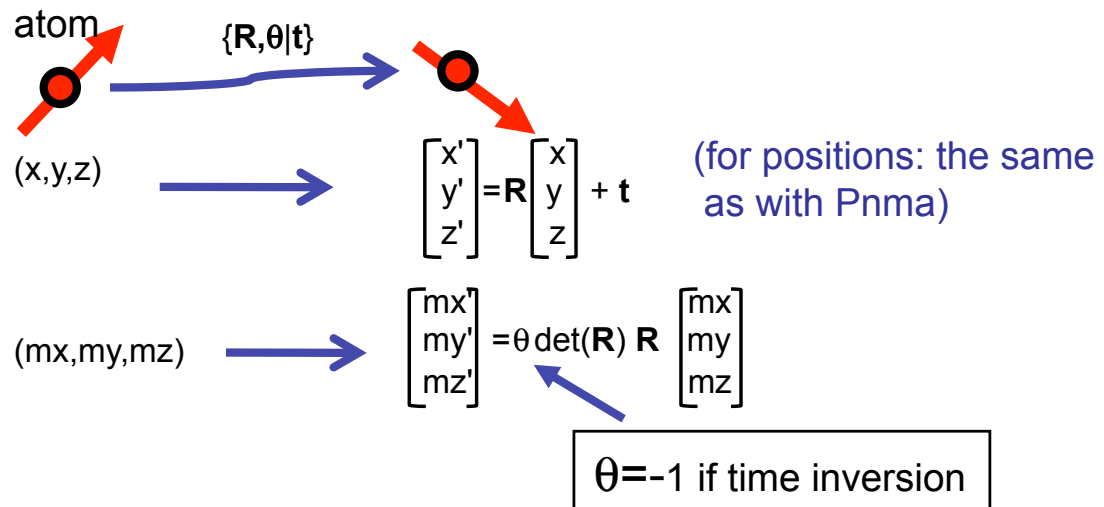 atom
{R,θ|t}
(x,y,z)
x'
y'
z'
=R
x
y
z
+ t
(for positions: the same
as with Pnma)
(mx,my,mz)
mx'
my'
mz'
=θ det(R) R
mx
my
mz
θ=-1 if time inversion